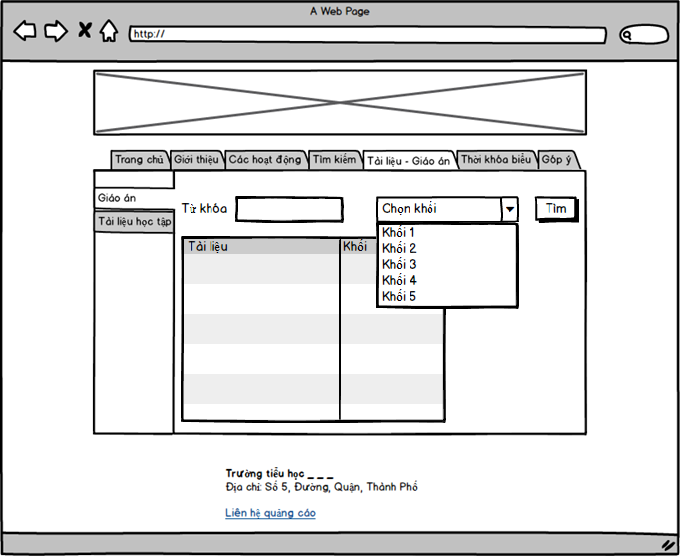 A Web Page
http://
Trang chủ Giới thiệu Các hoạt động Tìm kiếm Tài liệu - Giáo án Thời khóa biểu Góp ý
Giáo án
Tài liệu học tập
Từ khóa Chọn khối Tìm
Khối 1
Khối 2
Khối 3
Khối 4
Khối 5
Tài liệu Khối
Trường tiểu học _ _ _
Địa chỉ: Số 5, Đường, Quận, Thành Phố
Liên hệ quảng cáo